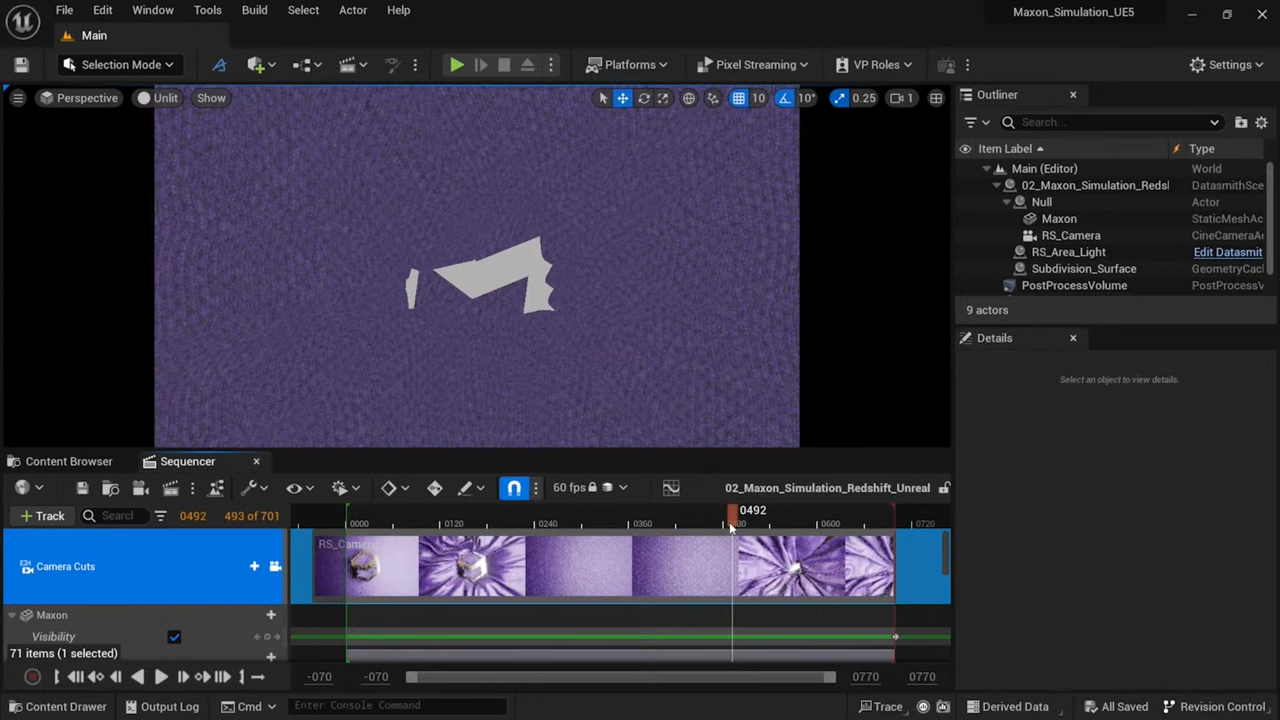 File Edit Window Tools Build Select Actor Help
Maxon_Simulation_UE5
Main
Selection Mode
Platforms
Pixel Streaming
VP Roles
Settings
Perspective
Unlit
Show
10
10°
0.25
1
Outliner
Search...
Item Label
Type
Main (Editor) World
02_Maxon_Simulation_Redsl DatasmithSce
Null Actor
Maxon StaticMeshAc
RS_Camera CineCameraA
RS_Area_Light Edit Datasmit
Subdivision_Surface GeometryCac
PostProcessVolume PostProcessV
9 actors
Details
Select an object to view details.
Content Browser
Sequencer
60 fps
02_Maxon_Simulation_Redshift_Unreal
Track
Search
0492
493 of 701
0492
0000 0120 0240 0360 0600 0720
RS_Camera
Camera Cuts
Maxon
Visibility
71 items (1 selected)
-070 -070 0770 0770
Content Drawer
Output Log
Cmd
Enter Console Command
Trace
Derived Data
All Saved
Revision Control